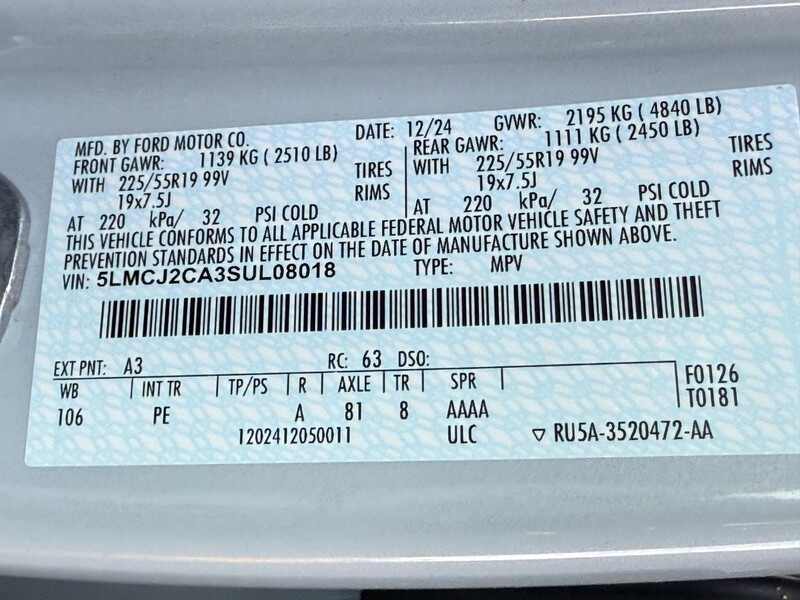 MFD. BY FORD MOTOR CO. DATE: 12/24 GVWR: 2195 KG ( 4840 LB)
FRONT GAWR: 1139 KG ( 2510 LB) REAR GAWR: 1111 KG ( 2450 LB)
WITH 225/55R19 99V TIRES WITH 225/55R19 99V TIRES
19x7.5J RIMS 19x7.5J RIMS
AT 220 kPa/ 32 PSI COLD AT 220 kPa/ 32 PSI COLD
THIS VEHICLE CONFORMS TO ALL APPLICABLE FEDERAL MOTOR VEHICLE SAFETY AND THEFT
PREVENTION STANDARDS IN EFFECT ON THE DATE OF MANUFACTURE SHOWN ABOVE.
VIN: 5LMCJ2CA3SUL08018 TYPE: MPV
EXT PNT: A3 RC: 63 DSO:
WB INT TR TP/PS R AXLE TR SPR F0126
106 PE A 81 8 AAAA T0181
1202412050011 ULC ▽ RU5A-3520472-AA